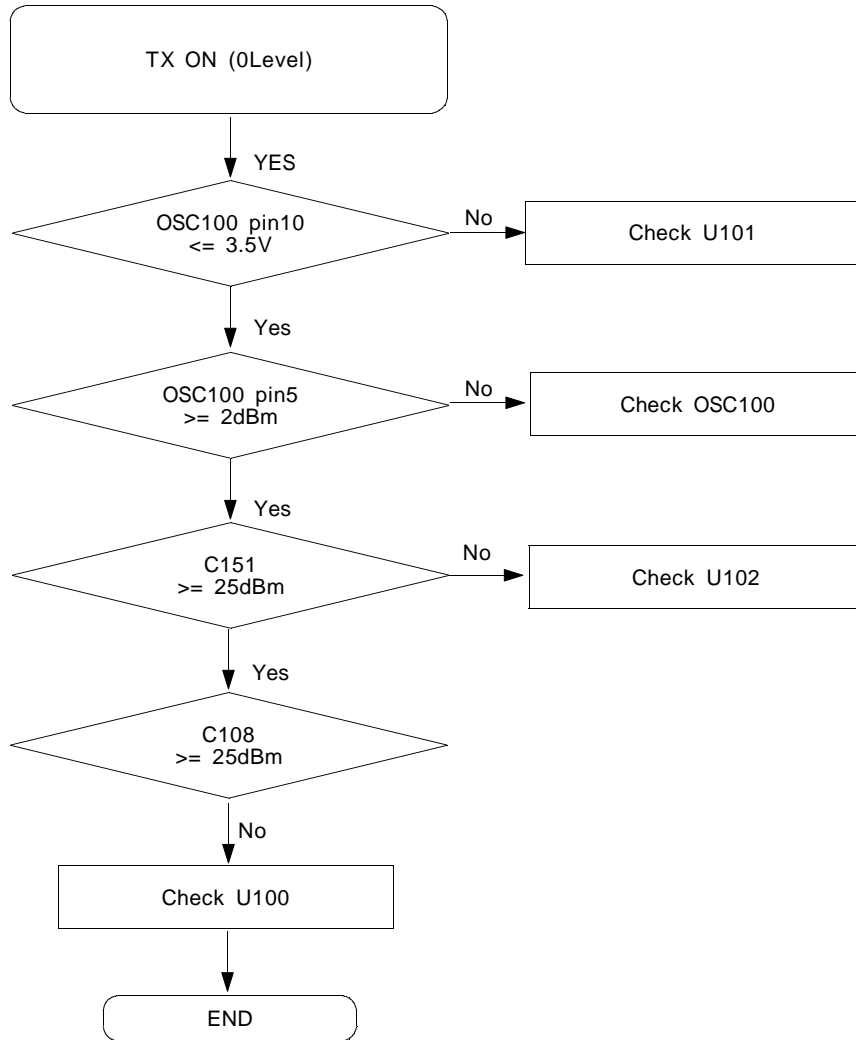 TX ON (0Level)
YES
OSC100 pin10
<= 3.5V
No
Check U101
Yes
OSC100 pin5
>= 2dBm
No
Check OSC100
Yes
C151
>= 25dBm
No
Check U102
Yes
C108
>= 25dBm
No
Check U100
END